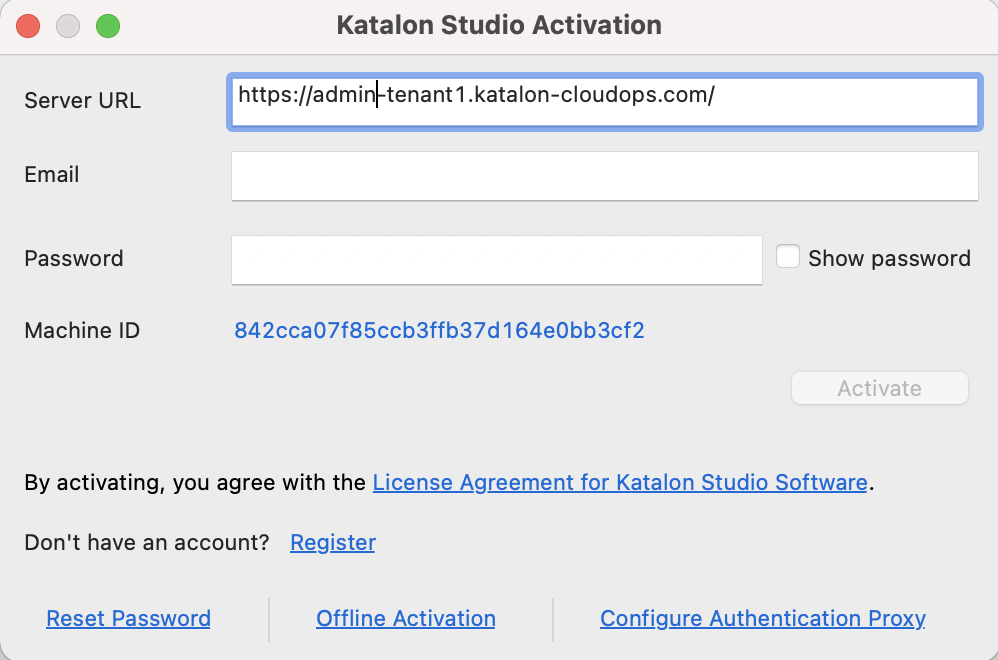 Katalon Studio Activation
Server URL https://admin-tenant1.katalon-cloudops.com/
Email
Password Show password
Machine ID 842cca07f85ccb3ffb37d164e0bb3cf2
Activate
By activating, you agree with the License Agreement for Katalon Studio Software.
Don't have an account? Register
Reset Password Offline Activation Configure Authentication Proxy